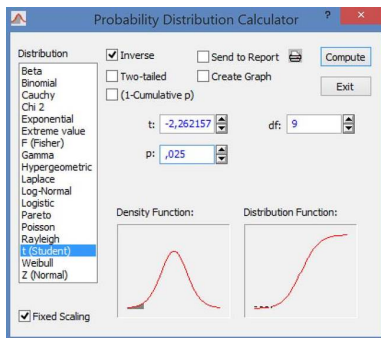 Probability Distribution Calculator
Distribution
Beta
Binomial
Cauchy
Chi 2
Exponential
Extreme value
F (Fisher)
Gamma
Hypergeometric
Laplace
Log-Normal
Logistic
Pareto
Poisson
Rayleigh
t (Student)
Weibull
Z (Normal)
Fixed Scaling
Inverse
Two-tailed
(1-Cumulative p)
Send to Report
Create Graph
Compute
Exit
t: -2,262157
df: 9
p: ,025
Density Function:
Distribution Function: